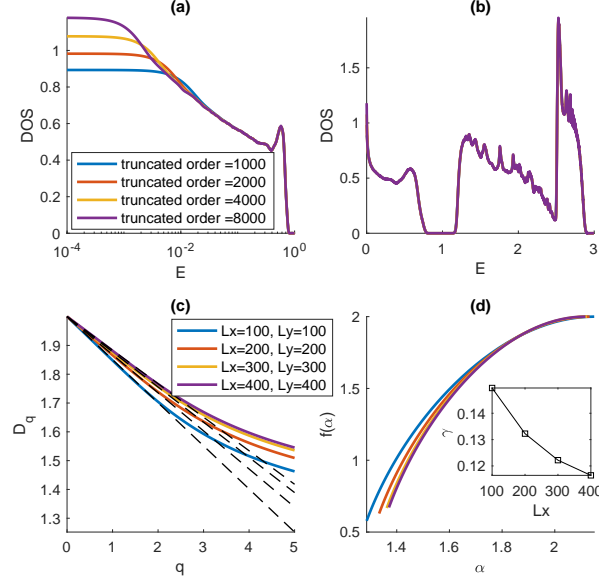 (a)
DOS
1
0.8
0.6
0.4
0.2
0
truncated order =1000
truncated order =2000
truncated order =4000
truncated order =8000
10-4
10-2
100
E
(b)
DOS
1.5
1
0.5
0
0
1
2
3
E
(c)
Dq
1.9
1.8
1.7
1.6
1.5
1.4
1.3
Lx=100, Ly=100
Lx=200, Ly=200
Lx=300, Ly=300
Lx=400, Ly=400
0
1
2
3
4
5
q
(d)
f(α)
2
1.5
1
0.5
γ
0.14
0.13
0.12
100 200 300 400
Lx
1.4
1.6
1.8
2
α